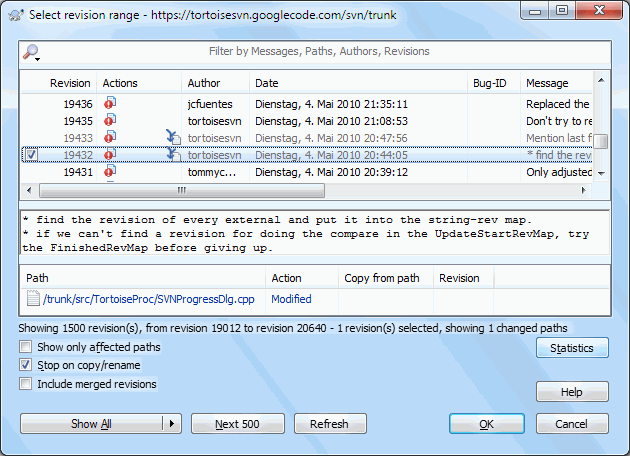 Select revision range - https://tortoisesvn.googlecode.com/svn/trunk
Filter by Messages, Paths, Authors, Revisions
Revision Actions Author Date Bug-ID Message
19436 jcfuentes Dienstag, 4. Mai 2010 21:35:11 Replaced the
19435 tortoisesvn Dienstag, 4. Mai 2010 21:08:53 Don't try to re
19433 tortoisesvn Dienstag, 4. Mai 2010 20:47:56 Mention last f
19432 tortoisesvn Dienstag, 4. Mai 2010 20:44:05 * find the rev
19431 tommyc... Dienstag, 4. Mai 2010 20:39:12 Only adjusted
* find the revision of every external and put it into the string-rev map.
* if we can't find a revision for doing the compare in the UpdateStartRevMap, try
the FinishedRevMap before giving up.
Path Action Copy from path Revision
/trunk/src/TortoiseProc/SVNProgressDlg.cpp Modified
Showing 1500 revision(s), from revision 19012 to revision 20640 - 1 revision(s) selected, showing 1 changed paths
Show only affected paths
Statistics
Stop on copy/rename
Include merged revisions
Help
Show All Next 500 Refresh OK Cancel